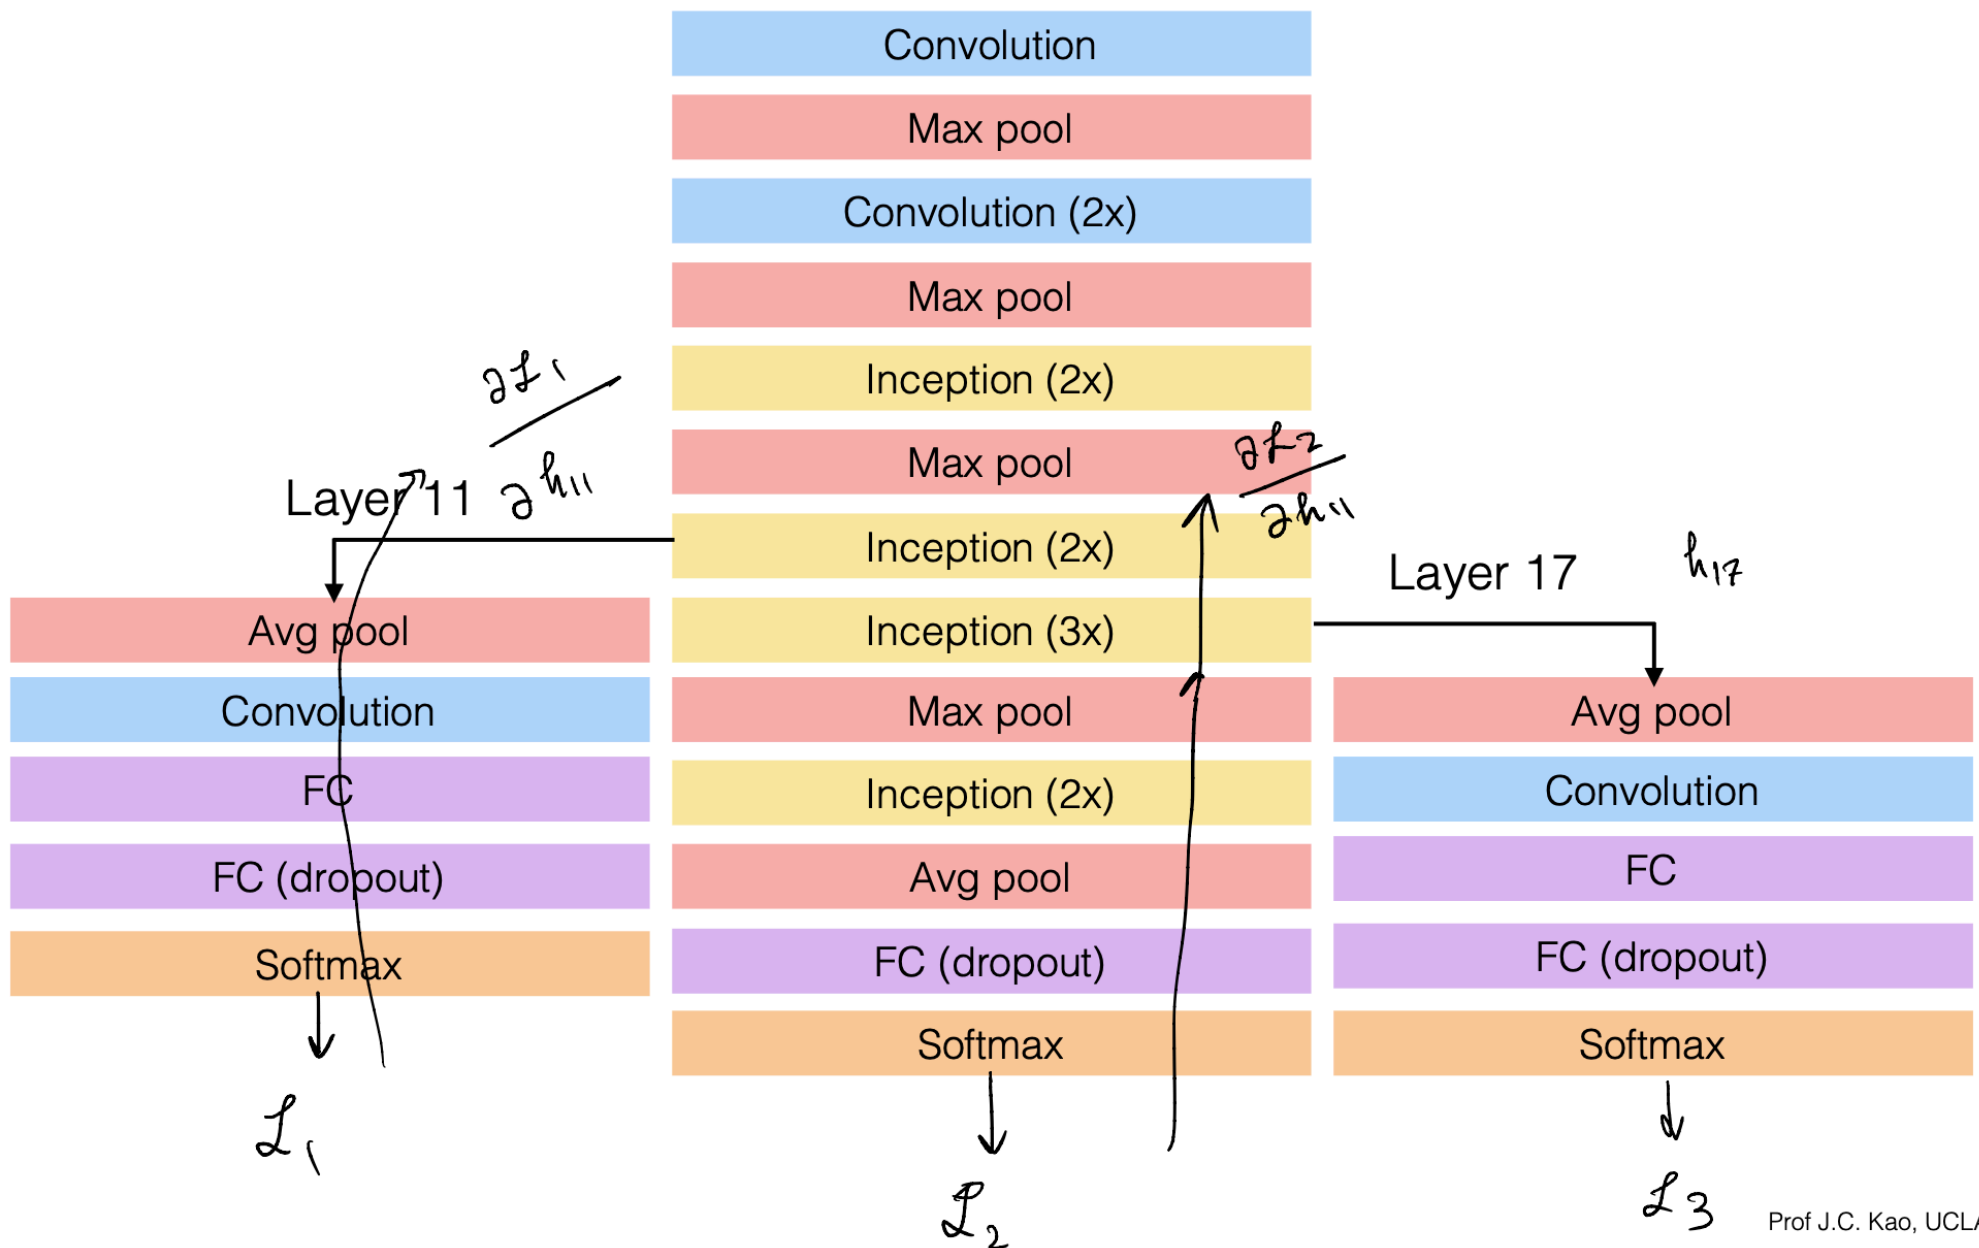 Convolution
Max pool
Convolution (2x)
Max pool
Inception (2x)
∂ℒ₁
∂h₁₁
Max pool
∂ℒ₂
∂h₁₁
Layer 11
Inception (2x)
Layer 17
h₁₇
Avg pool
Inception (3x)
Convolution
Max pool
Avg pool
FC
Inception (2x)
Convolution
FC (dropout)
Avg pool
FC
Softmax
FC (dropout)
FC (dropout)
Softmax
Softmax
ℒ₁
ℒ₂
ℒ₃
Prof J.C. Kao, UCLA